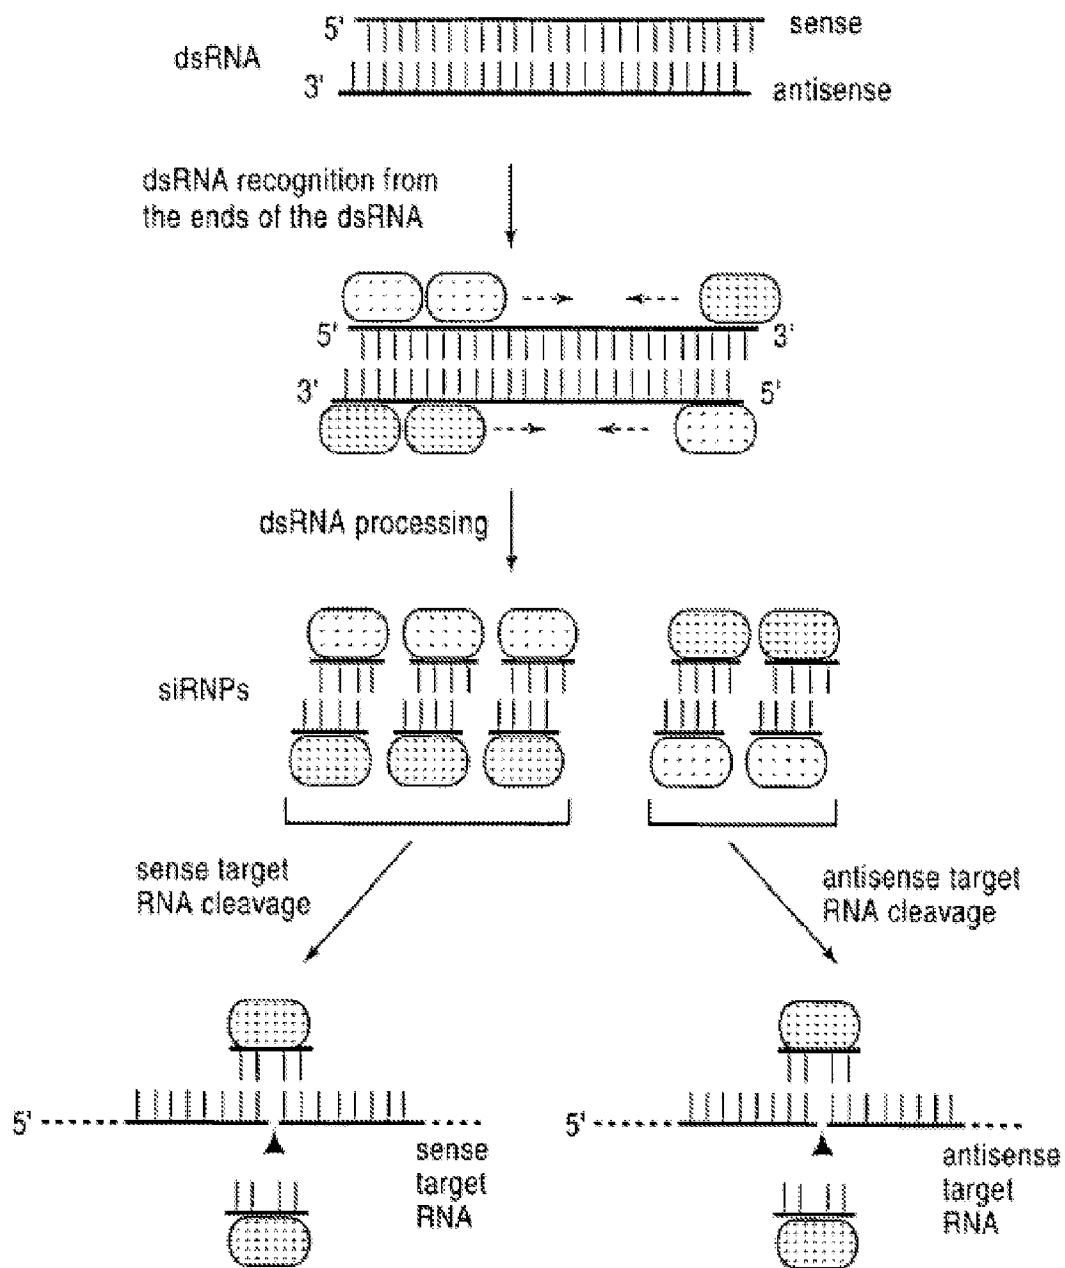 5'
sense
dsRNA
3'
antisense
dsRNA recognition from
the ends of the dsRNA
5'
3'
3'
5'
dsRNA processing
siRNPs
sense target
RNA cleavage
antisense target
RNA cleavage
5'
sense
target
RNA
5'
antisense
target
RNA